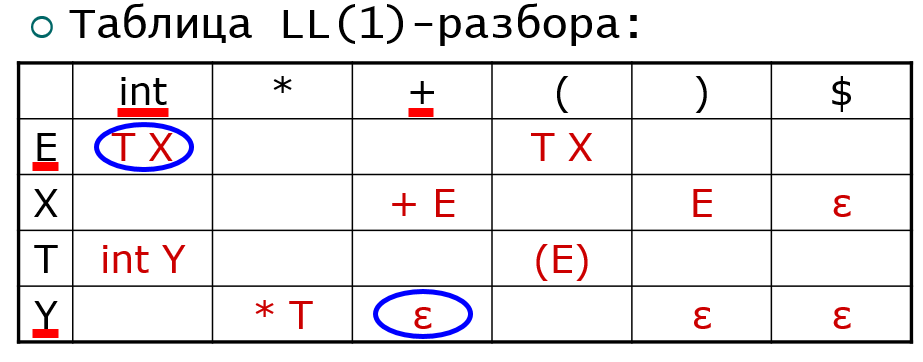 Таблица LL(1)-разбора:
int * + ( ) $
E T X T X
X + E E ε
T int Y (E)
Y * T ε ε ε